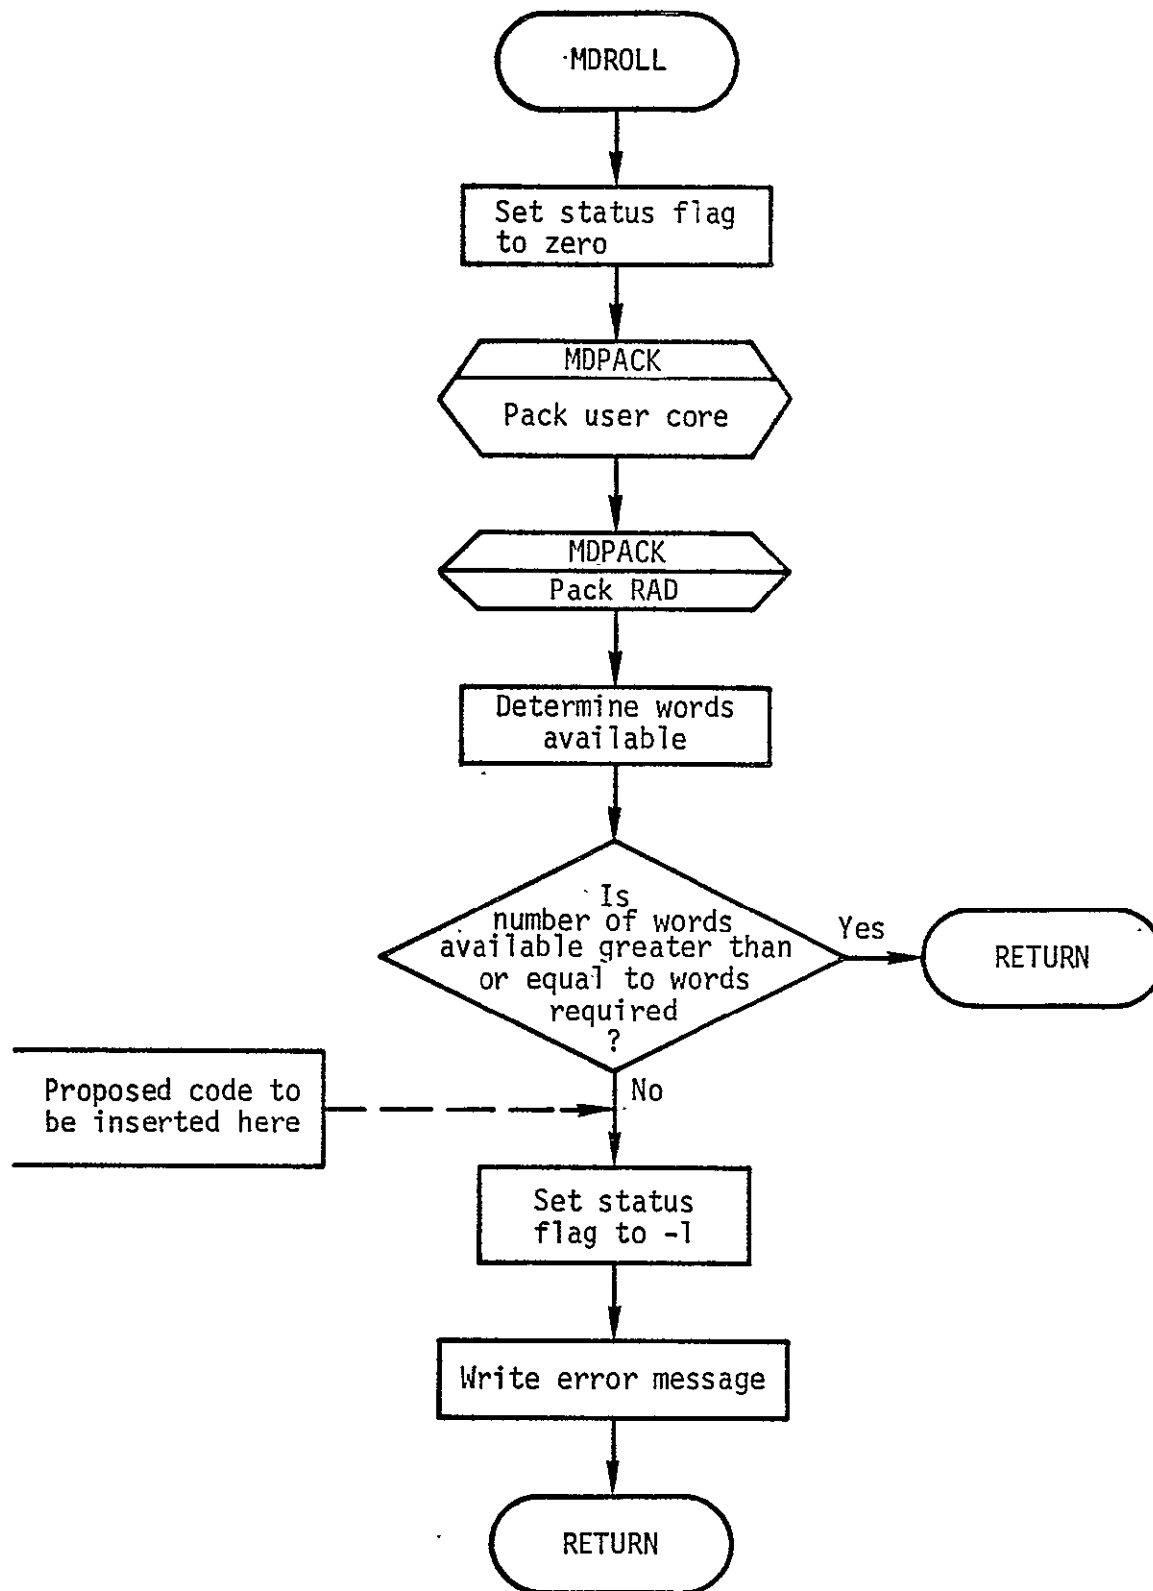 MDROLL
Set status flag
to zero
MDPACK
Pack user core
MDPACK
Pack RAD
Determine words
available
Is
number of words
available greater than
or equal to words
required
?
Yes
RETURN
No
Proposed code to
be inserted here
Set status
flag to -1
Write error message
RETURN